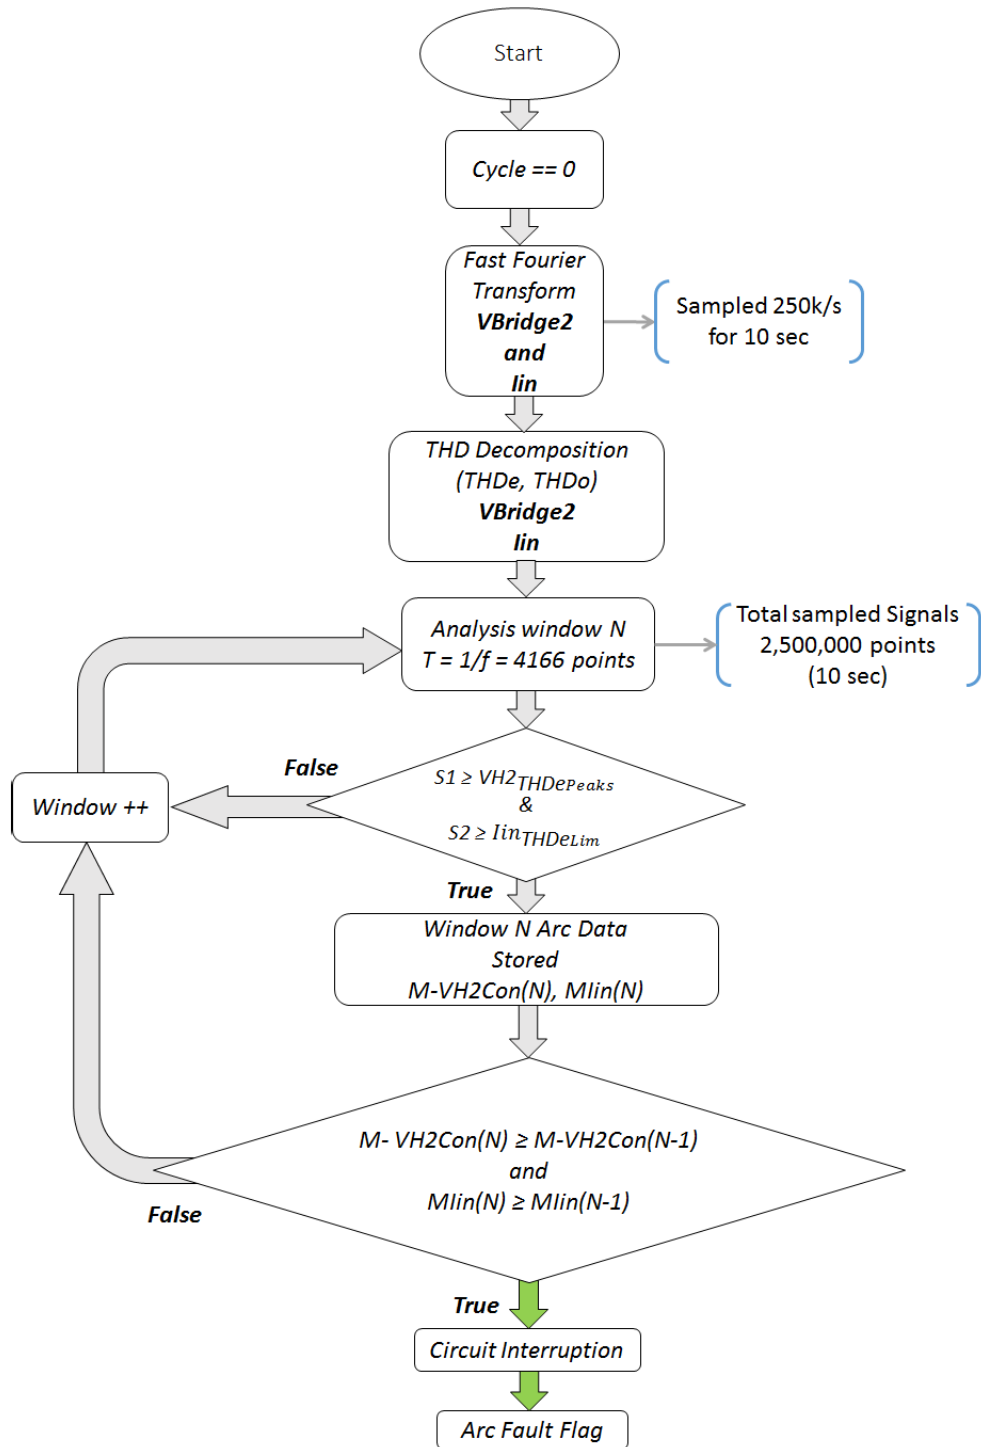 Start
Cycle == 0
Fast Fourier
Transform
VBridge2
and
Iin
Sampled 250k/s
for 10 sec
THD Decomposition
(THDe, THDo)
VBridge2
Iin
Analysis window N
T = 1/f = 4166 points
Total sampled Signals
2,500,000 points
(10 sec)
False
Window ++
S1 ≥ VH2THDePeaks
&
S2 ≥ IinTHDeLim
True
Window N Arc Data
Stored
M-VH2Con(N), MIin(N)
M- VH2Con(N) ≥ M-VH2Con(N-1)
and
MIin(N) ≥ MIin(N-1)
False
True
Circuit Interruption
Arc Fault Flag